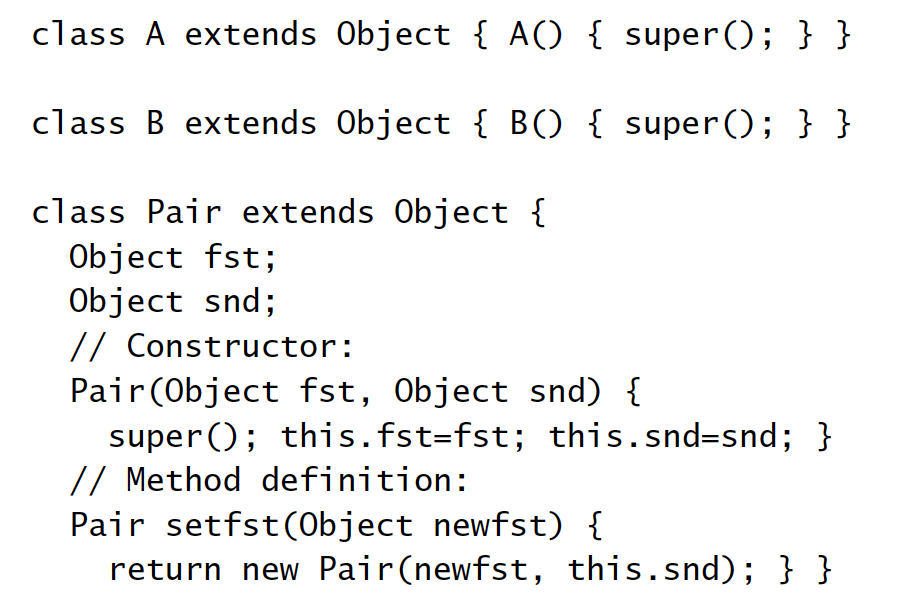 class A extends Object { A() { super(); } }
class B extends Object { B() { super(); } }
class Pair extends Object {
Object fst;
Object snd;
// Constructor:
Pair(Object fst, Object snd) {
super(); this.fst=fst; this.snd=snd; }
// Method definition:
Pair setfst(Object newfst) {
return new Pair(newfst, this.snd); } }